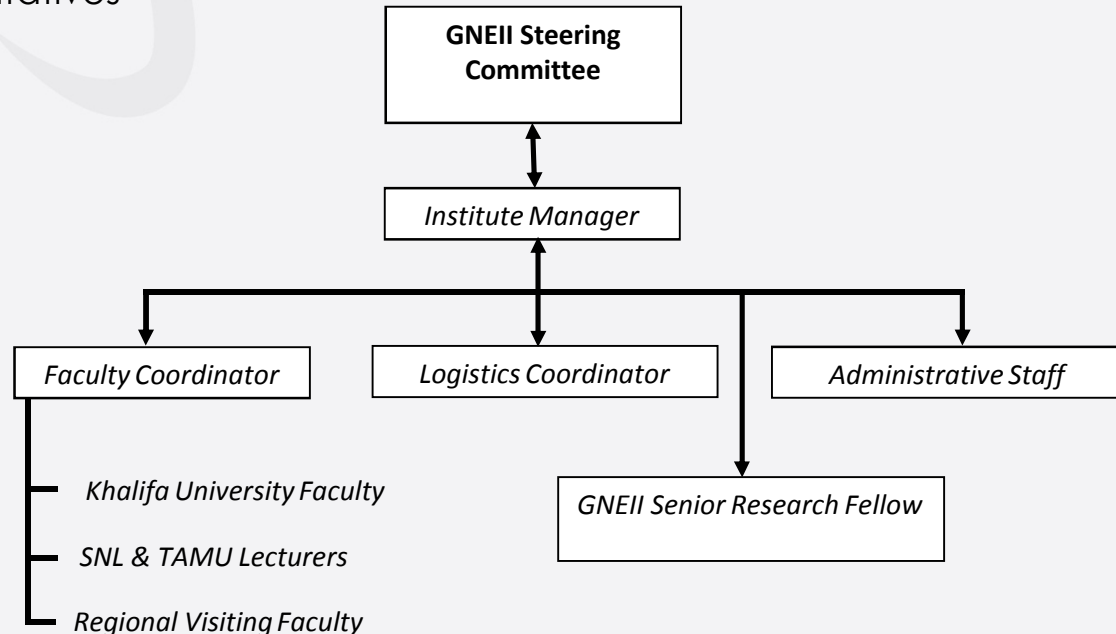 GNEII Steering
Committee
Institute Manager
Faculty Coordinator
Logistics Coordinator
Administrative Staff
Khalifa University Faculty
GNEII Senior Research Fellow
SNL & TAMU Lecturers
Regional Visiting Faculty